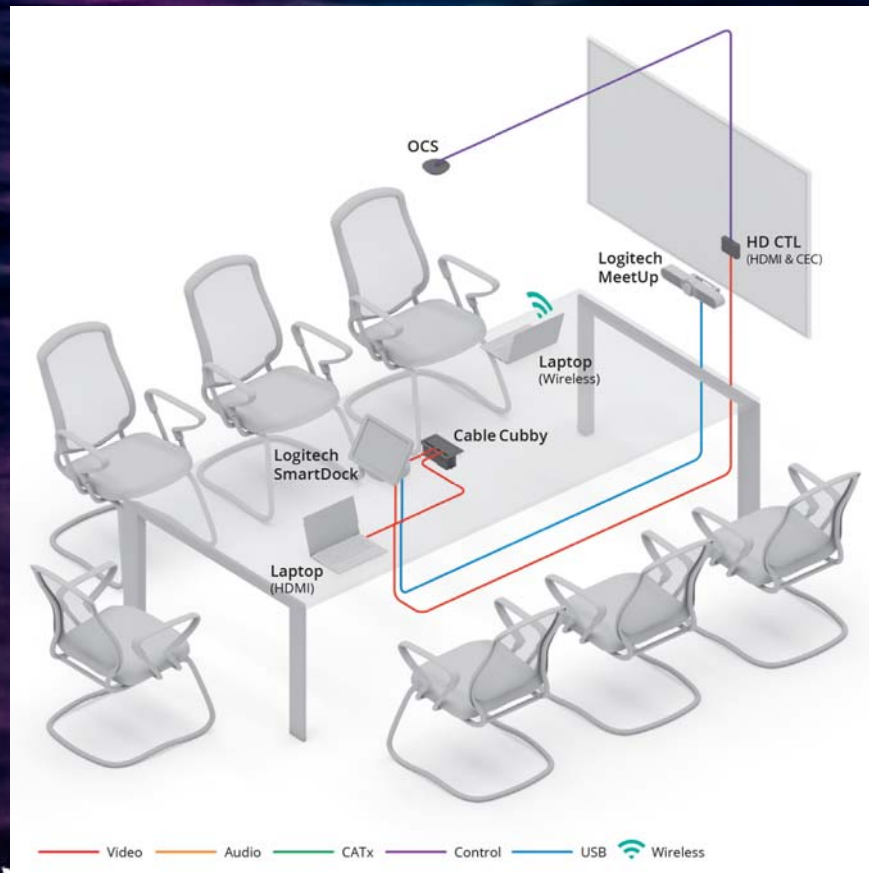 OCS
HD CTL
(HDMI & CEC)
Logitech
MeetUp
Laptop
(Wireless)
Cable Cubby
Logitech
SmartDock
Laptop
(HDMI)
Video Audio CATx Control USB Wireless